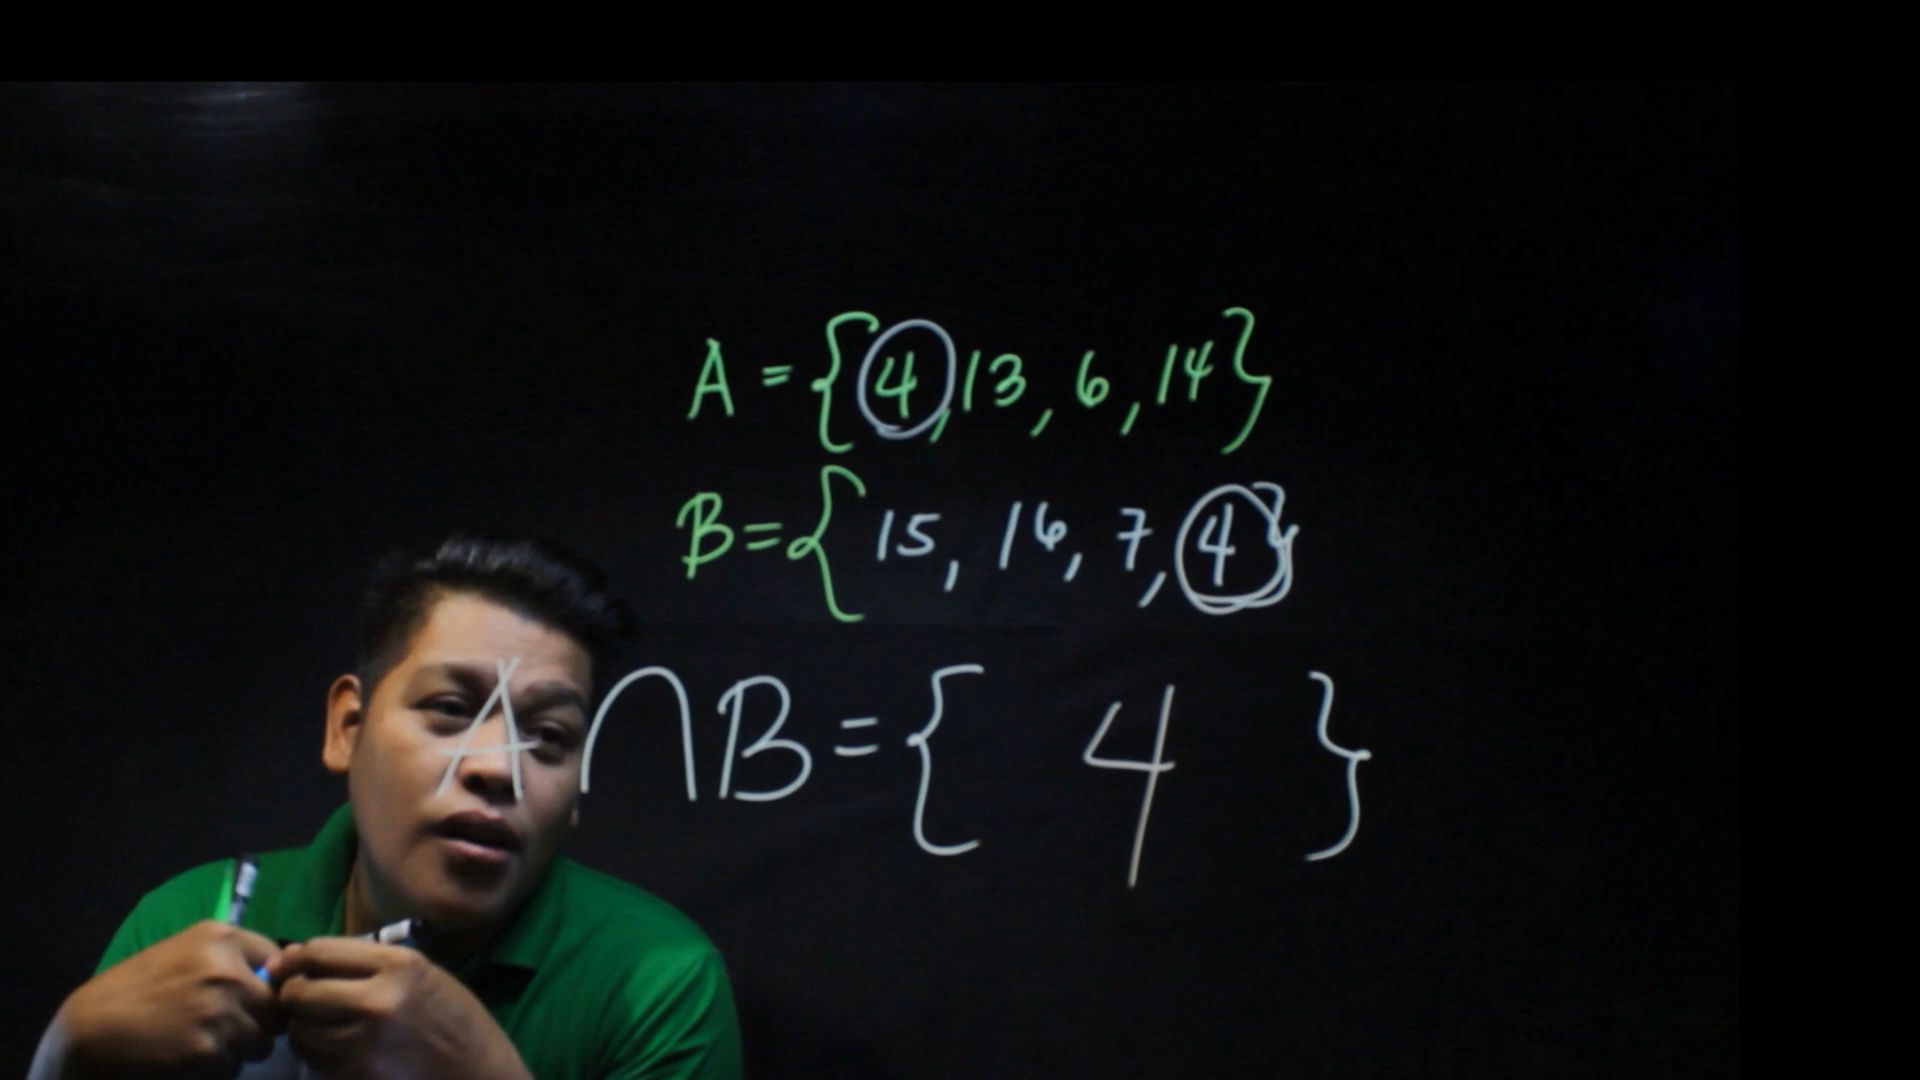 A = {4, 13, 6, 14}
B = { 15, 16, 7, 4}
A∩B = { 4 }